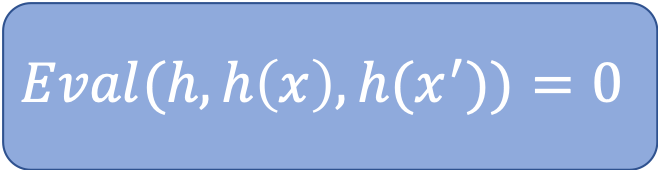 Eval(h, h(x), h(x′)) = 0